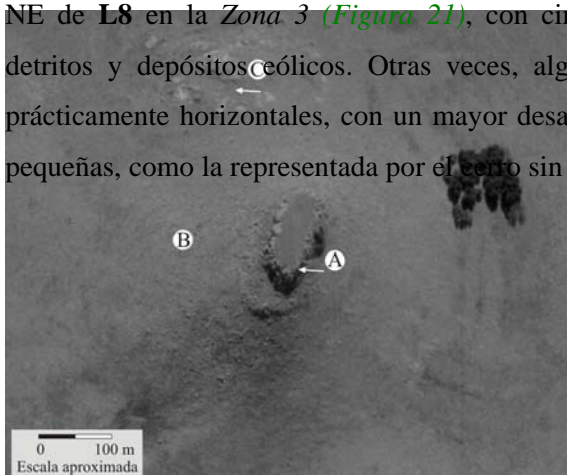 NE de L8 en la Zona 3 (Figura 21), con cir
detritos y depósitos eólicos. Otras veces, alg
C
prácticamente horizontales, con un mayor desa
pequeñas, como la representada por el cerro sin
B
A
0 100 m
Escala aproximada